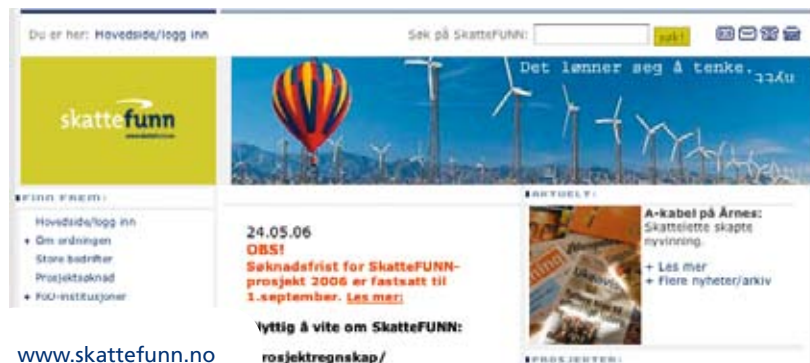 Du er her: Hovedside/logg inn
Søk på SkatteFUNN:
søk!
Det lønner seg å tenke.
nytt
skattefunn
FINN FREM:
Hovedside/logg inn
+ Om ordningen
Store bedrifter
Prosjektsøknad
+ FoU-institusjoner
24.05.06
OBS!
Søknadsfrist for SkatteFUNN-
prosjekt 2006 er fastsatt til
1.september. Les mer:
Nyttig å vite om SkatteFUNN:
rosjektregnskap/
AKTUELT:
A-kabel på Årnes:
Skattelette skapte
nyvinning.
+ Les mer
+ Flere nyheter/arkiv
PROSJEKTER:
www.skattefunn.no